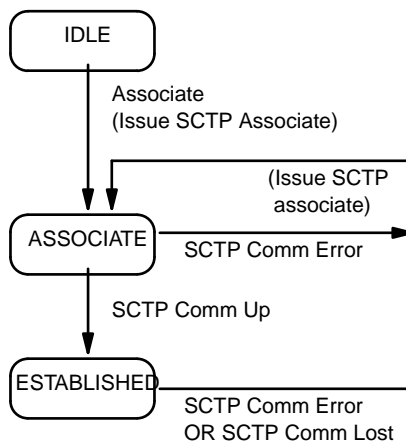 IDLE
Associate
(Issue SCTP Associate)
(Issue SCTP
associate)
ASSOCIATE
SCTP Comm Error
SCTP Comm Up
ESTABLISHED
SCTP Comm Error
OR SCTP Comm Lost